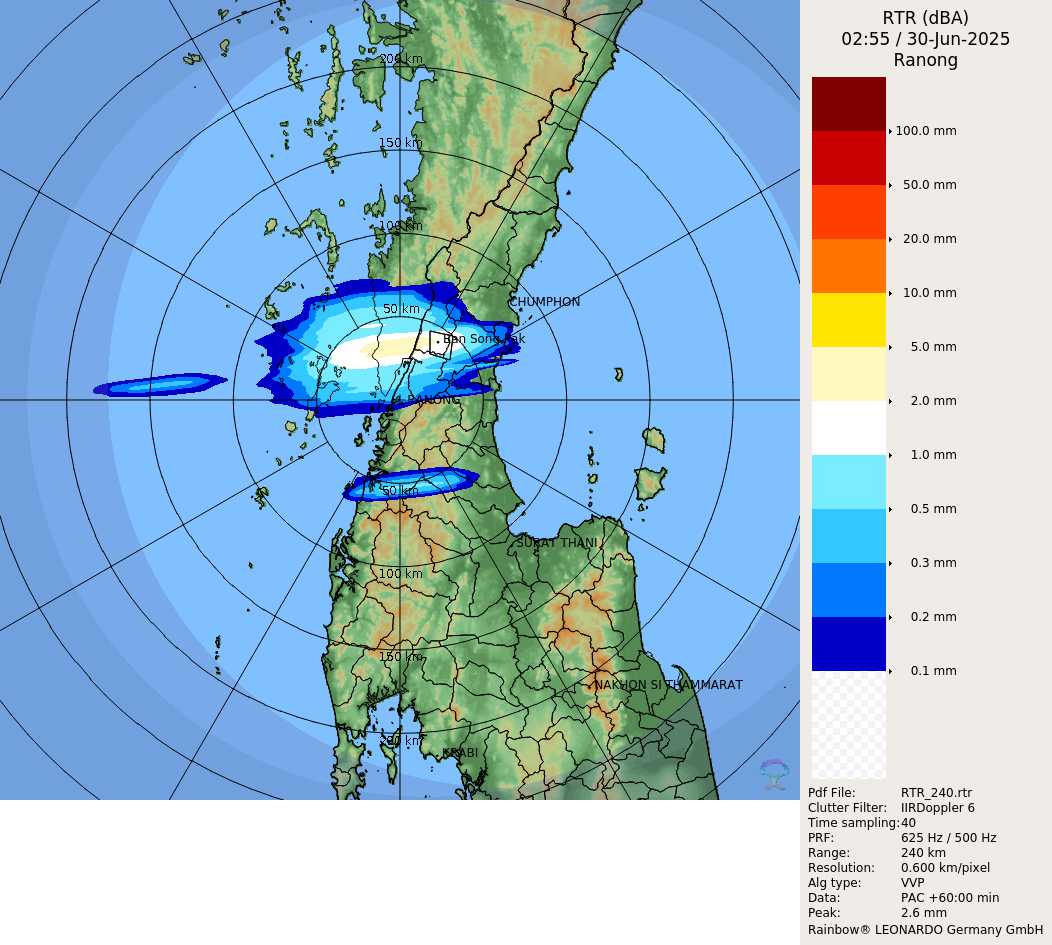 RTR (dBA)
02:55 / 30-Jun-2025
Ranong
200 km
150 km
100 km
50 km
CHUMPHON
Ban Song Rak
RANONG
50 km
SURAT THANI
100 km
150 km
NAKHON SI THAMMARAT
200 km
KRABI
100.0 mm
50.0 mm
20.0 mm
10.0 mm
5.0 mm
2.0 mm
1.0 mm
0.5 mm
0.3 mm
0.2 mm
0.1 mm
Pdf File: RTR_240.rtr
Clutter Filter: IIRDoppler 6
Time sampling:40
PRF: 625 Hz / 500 Hz
Range: 240 km
Resolution: 0.600 km/pixel
Alg type: VVP
Data: PAC +60:00 min
Peak: 2.6 mm
Rainbow® LEONARDO Germany GmbH